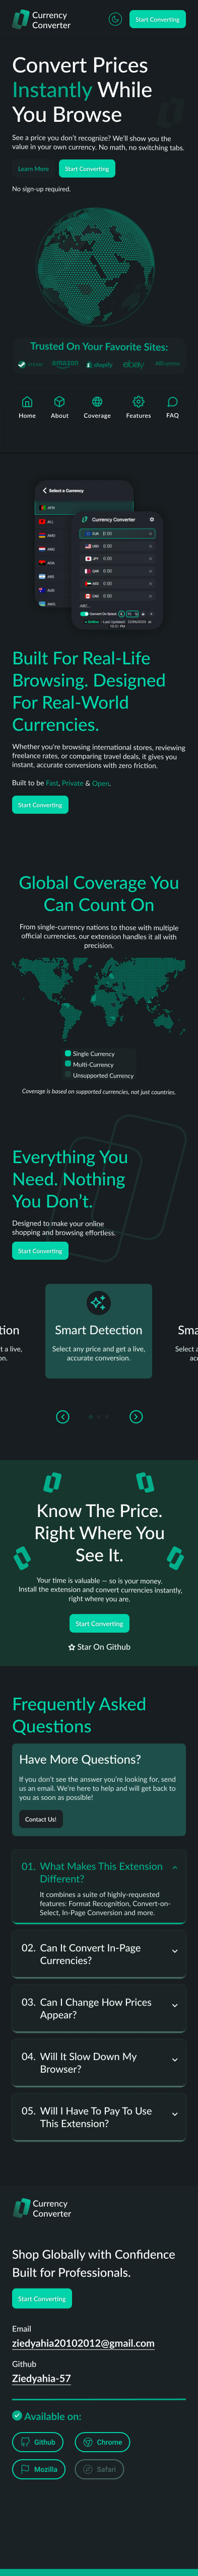 Currency
Converter
Start Converting
Convert Prices
Instantly While
You Browse
See a price you don't recognize? We'll show you the
value in your own currency. No math, no switching tabs.
Learn More
Start Converting
No sign-up required.
Trusted On Your Favorite Sites:
STEAM
amazon
shopify
ebay
AliExpress
Home
About
Coverage
Features
FAQ
Select a Currency
AFN
ALL
AMD
ANG
AOA
ARS
AUD
AWG
Currency Converter
EUR 0.00
USD 0.00
JPY 0.00
QAR 0.00
AED 0.00
CAD 0.00
Convert On Select
Built For Real-Life
Browsing. Designed
For Real-World
Currencies.
Whether you're browsing international stores, reviewing
freelance rates, or comparing travel deals, it gives you
instant, accurate conversions with zero friction.
Built to be Fast, Private & Open.
Start Converting
Global Coverage You
Can Count On
From single-currency nations to those with multiple
official currencies, our extension handles it all with
precision.
Single Currency
Multi-Currency
Unsupported Currency
Coverage is based on supported currencies, not just countries.
Everything You
Need. Nothing
You Don't.
Designed to make your online
shopping and browsing effortless.
Start Converting
tion
t a live,
on.
Smart Detection
Select any price and get a live,
accurate conversion.
Sma
Select a
acc
Know The Price.
Right Where You
See It.
Your time is valuable — so is your money.
Install the extension and convert currencies instantly,
right where you are.
Start Converting
Star On Github
Frequently Asked
Questions
Have More Questions?
If you don't see the answer you're looking for, send
us an email. We're here to help and will get back to
you as soon as possible!
Contact Us!
01. What Makes This Extension
Different?
It combines a suite of highly-requested
features: Format Recognition, Convert-on-
Select, In-Page Conversion and more.
02. Can It Convert In-Page
Currencies?
03. Can I Change How Prices
Appear?
04. Will It Slow Down My
Browser?
05. Will I Have To Pay To Use
This Extension?
Currency
Converter
Shop Globally with Confidence
Built for Professionals.
Start Converting
Email
ziedyahia20102012@gmail.com
Github
Ziedyahia-57
Available on:
Github
Chrome
Mozilla
Safari